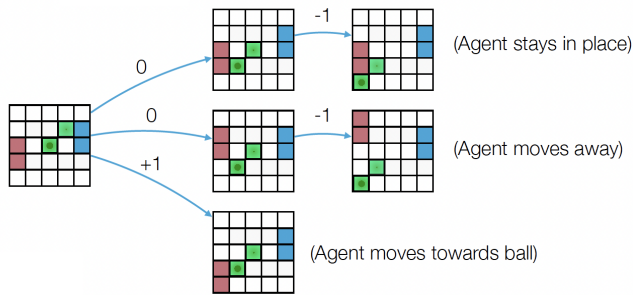 -1
(Agent stays in place)
0
0
-1
(Agent moves away)
+1
(Agent moves towards ball)